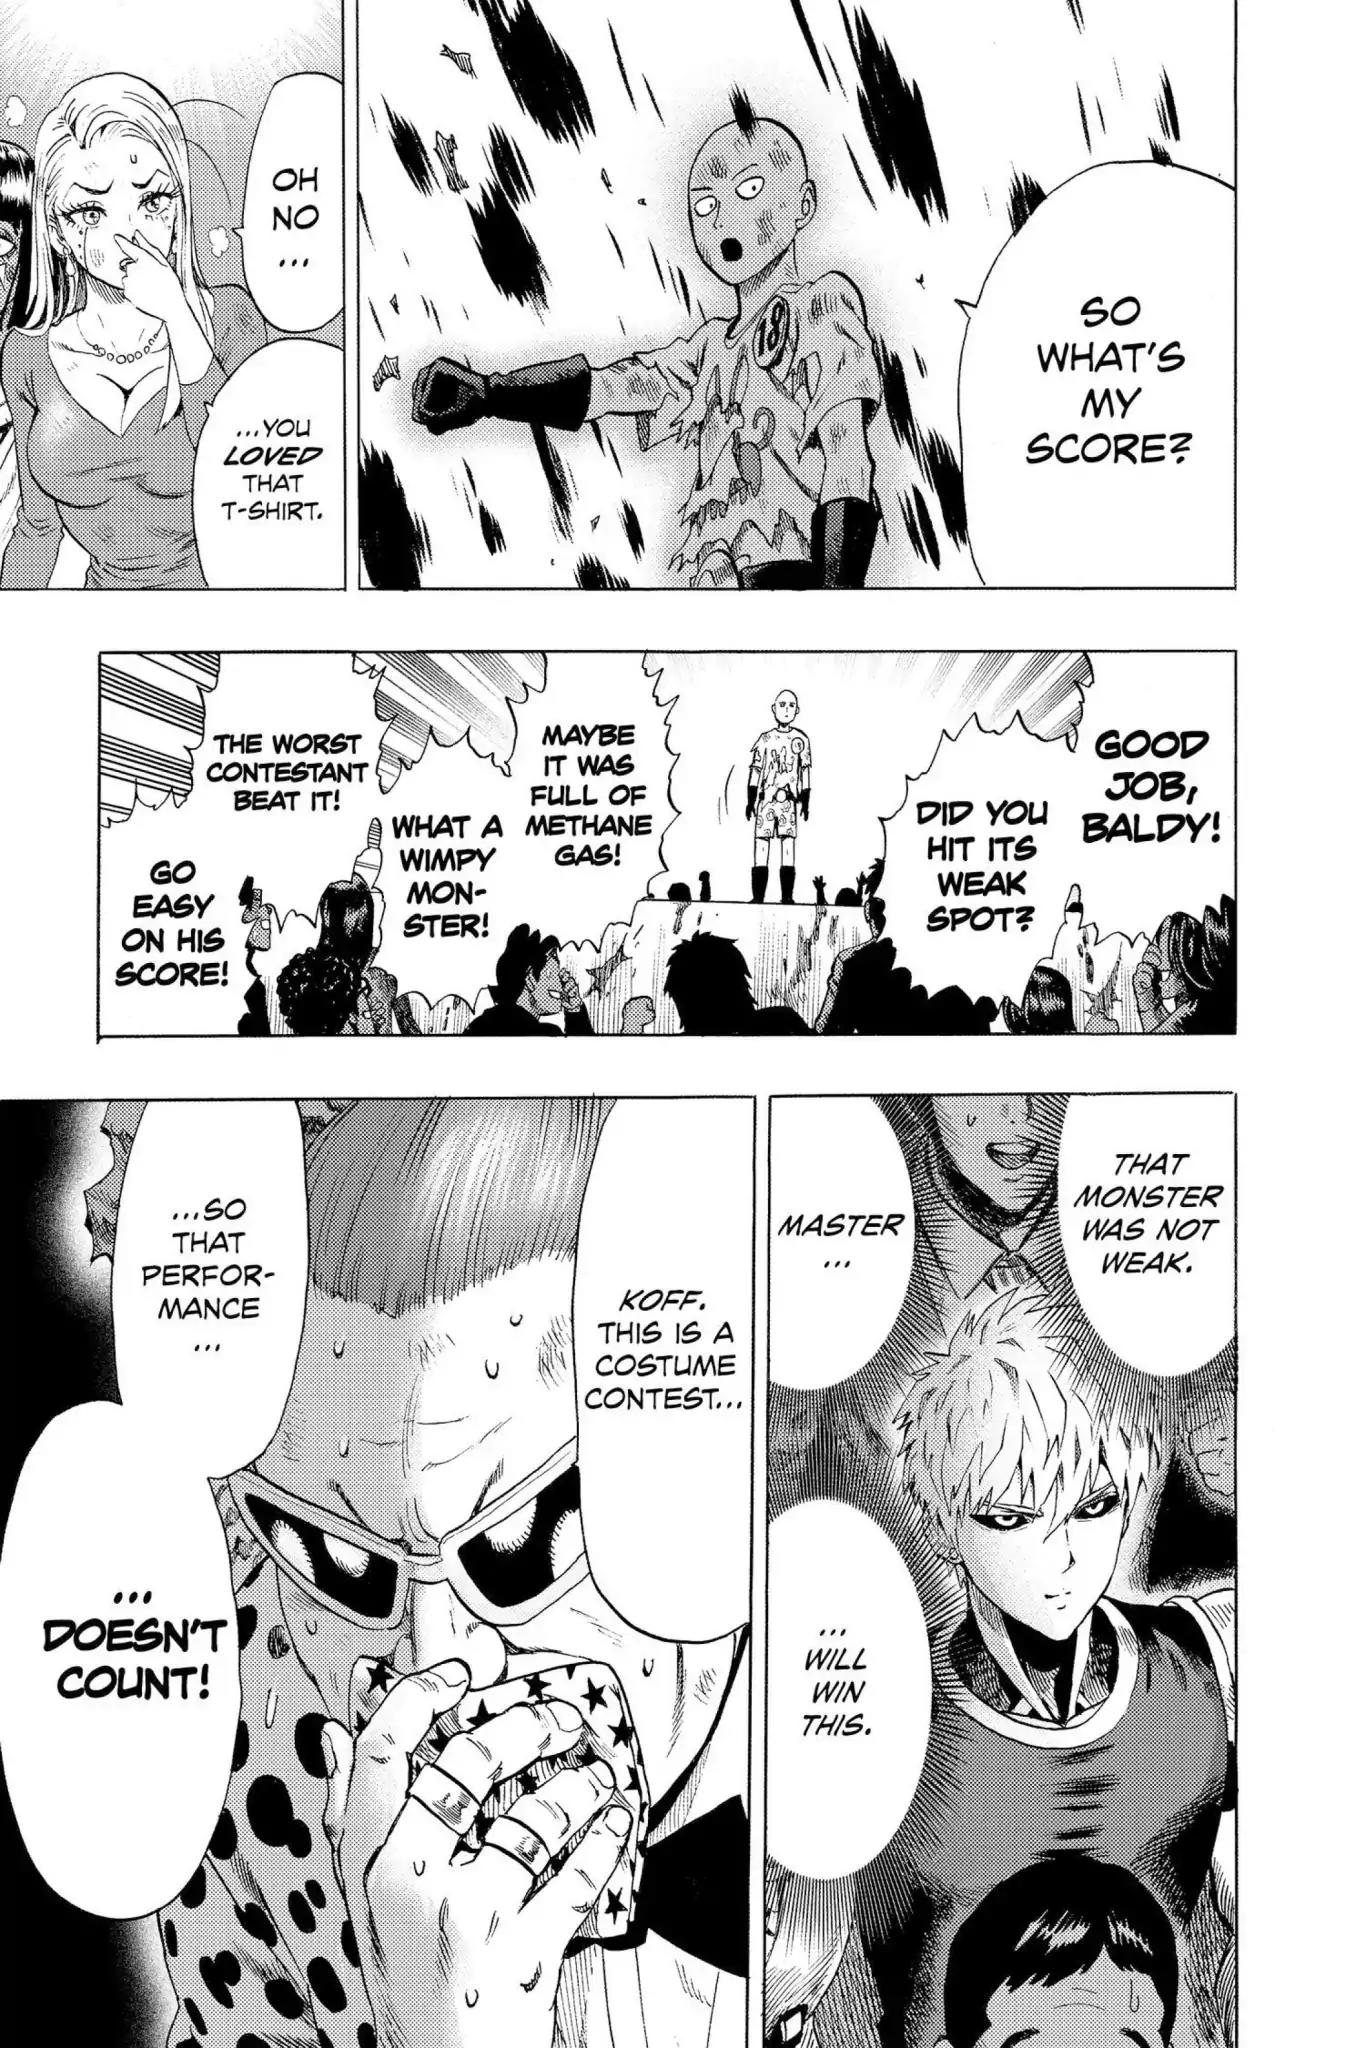 SO
WHAT'S
MY
SCORE?
18
OH
NO
...
...YOU
LOVED
THAT
T-SHIRT.
GOOD
JOB,
BALDY!
DID YOU
HIT ITS
WEAK
SPOT?
MAYBE
IT WAS
FULL OF
METHANE
GAS!
WHAT A
WIMPY
MON-
STER!
THE WORST
CONTESTANT
BEAT IT!
GO
EASY
ON HIS
SCORE!
THAT
MONSTER
WAS NOT
WEAK.
MASTER
...
...
WILL
WIN
THIS.
KOFF.
THIS IS A
COSTUME
CONTEST...
...SO
THAT
PERFOR-
MANCE
...
...
DOESN'T
COUNT!